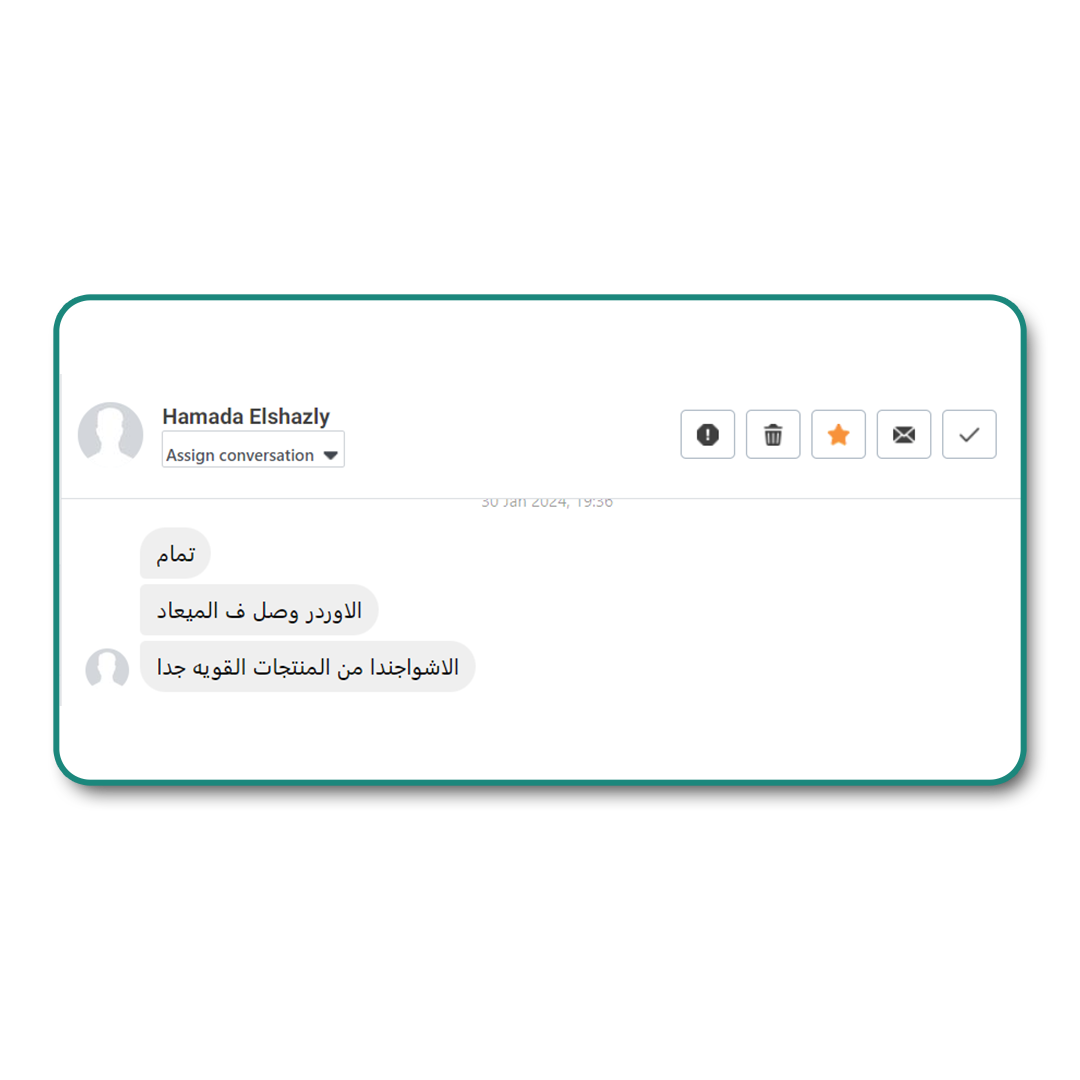 Hamada Elshazly
Assign conversation
30 Jan 2024, 19:36
تمام
الاوردر وصل ف الميعاد
الاشواجندا من المنتجات القويه جدا